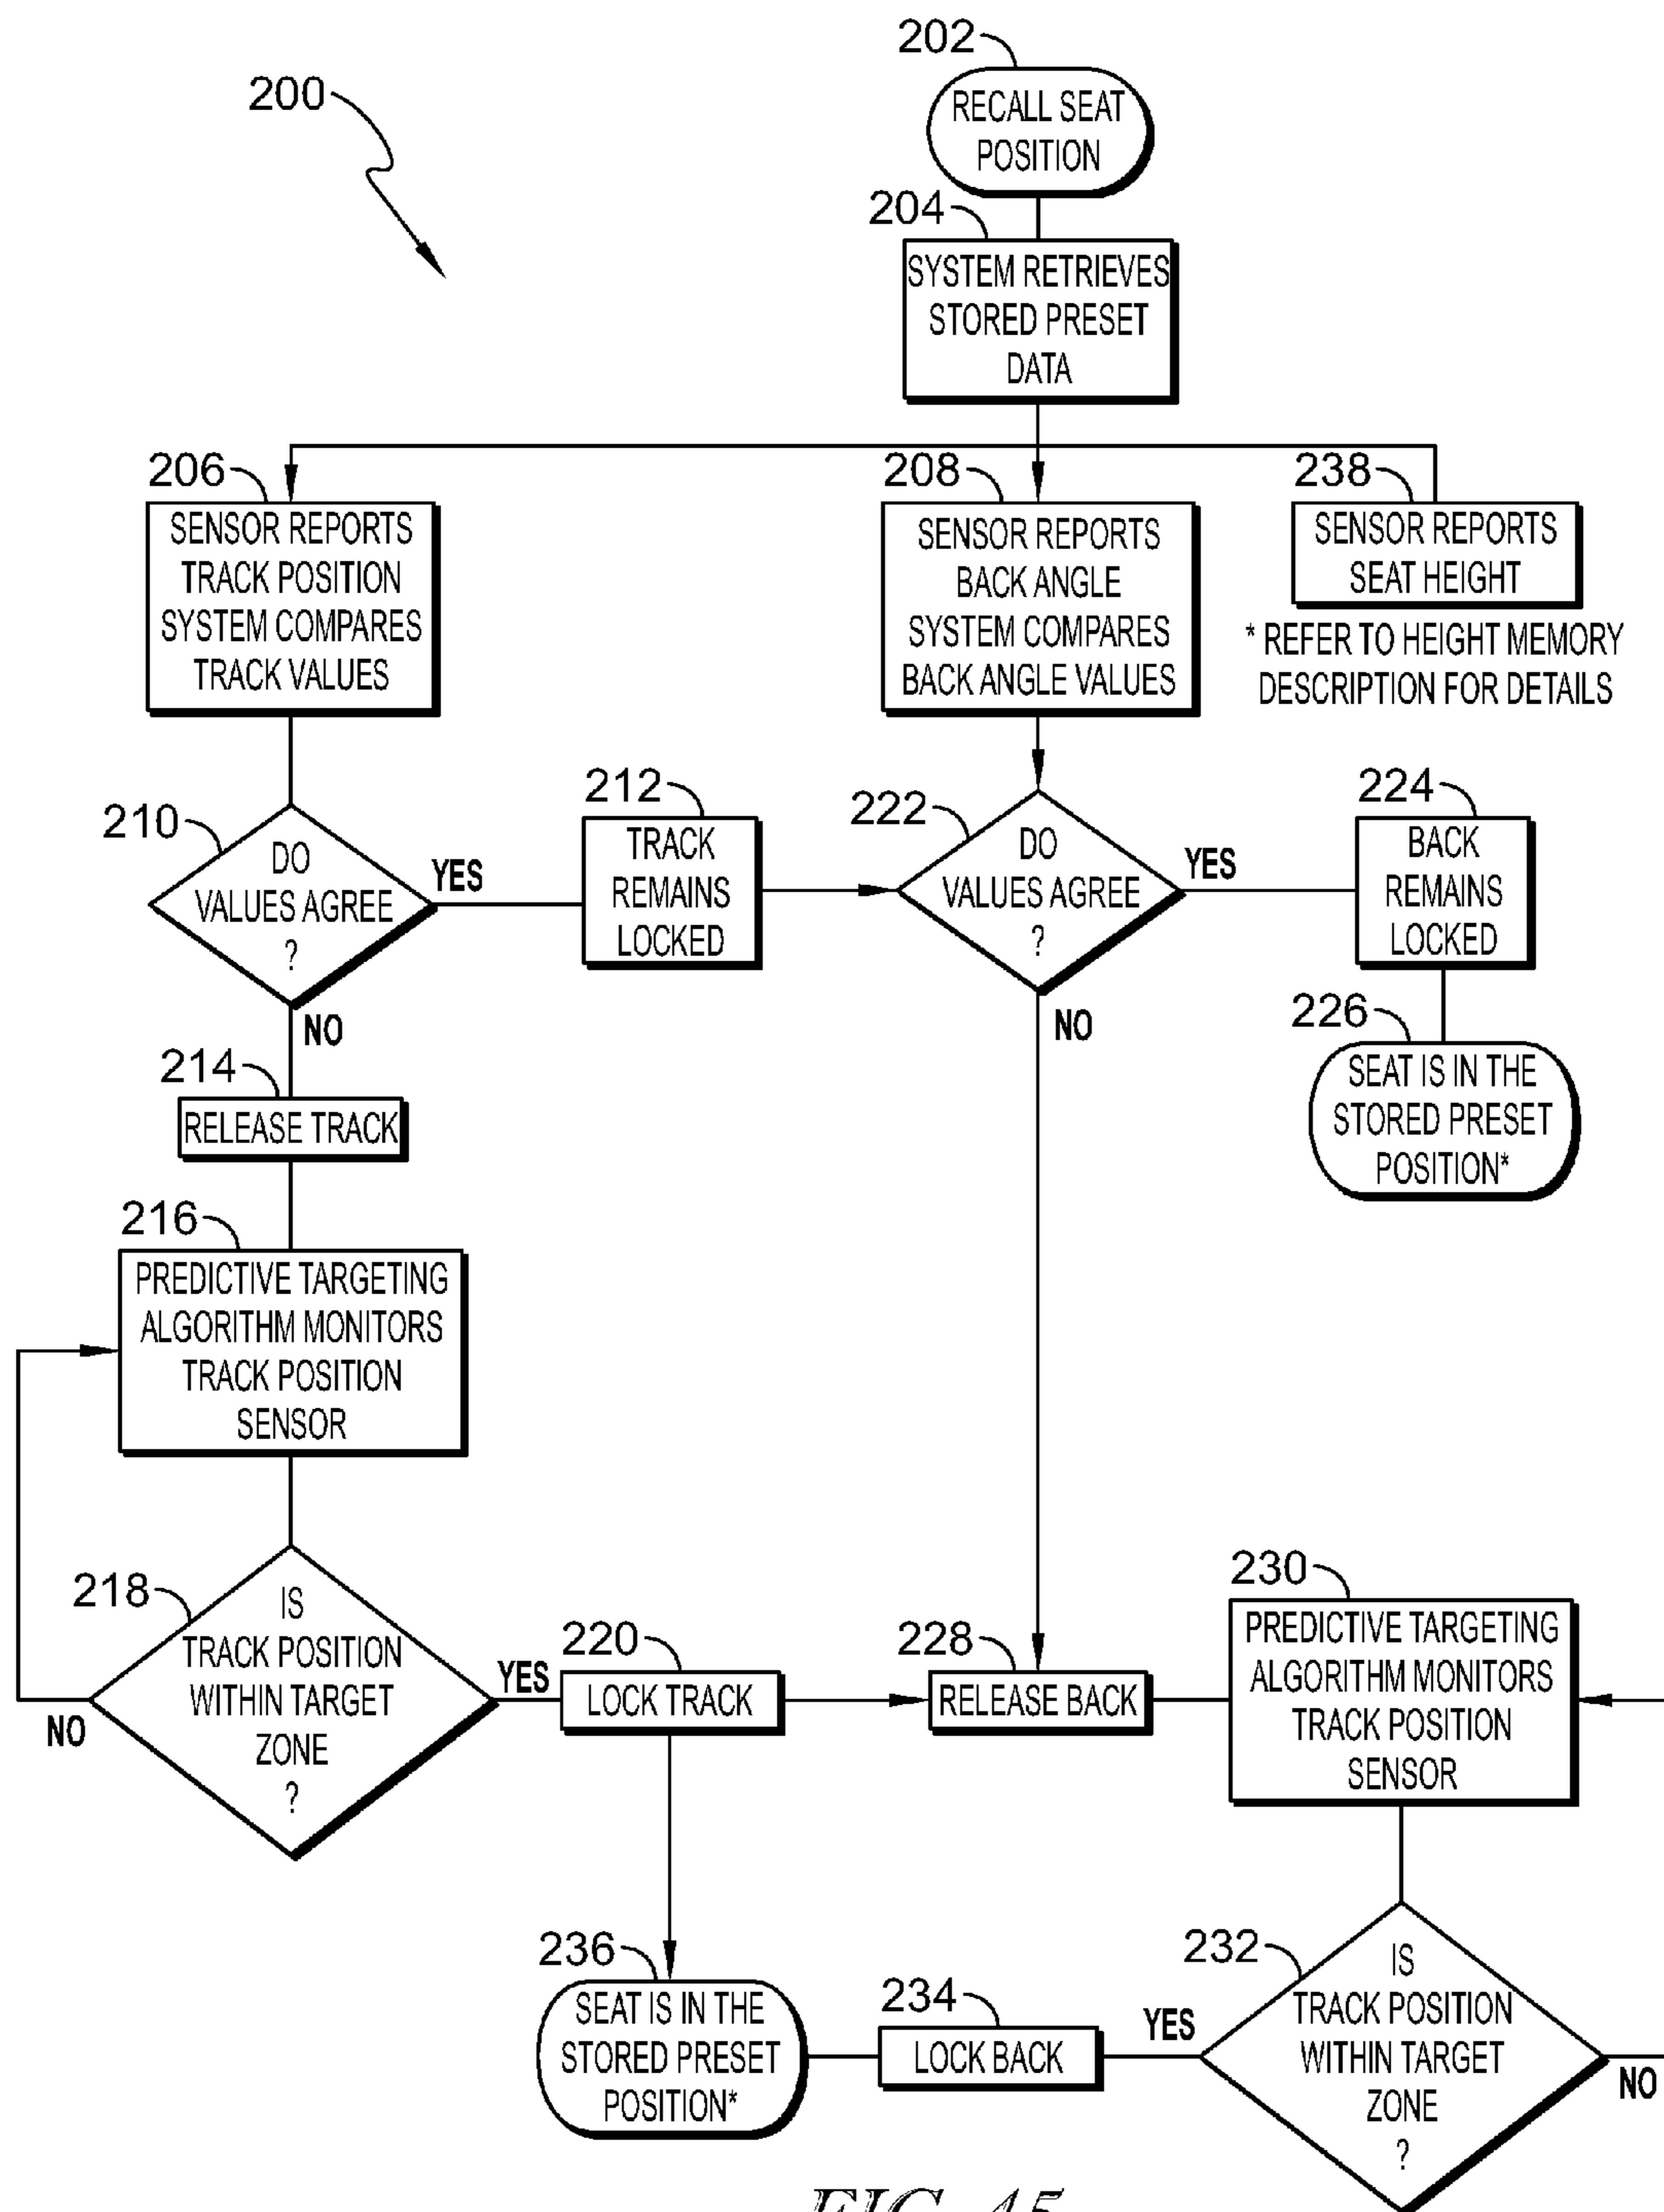 200
202
RECALL SEAT
POSITION
204
SYSTEM RETRIEVES
STORED PRESET
DATA
206
SENSOR REPORTS
TRACK POSITION
SYSTEM COMPARES
TRACK VALUES
208
SENSOR REPORTS
BACK ANGLE
SYSTEM COMPARES
BACK ANGLE VALUES
238
SENSOR REPORTS
SEAT HEIGHT
* REFER TO HEIGHT MEMORY
DESCRIPTION FOR DETAILS
210
DO
VALUES AGREE
?
YES
NO
212
TRACK
REMAINS
LOCKED
222
DO
VALUES AGREE
?
YES
NO
224
BACK
REMAINS
LOCKED
226
SEAT IS IN THE
STORED PRESET
POSITION*
214
RELEASE TRACK
216
PREDICTIVE TARGETING
ALGORITHM MONITORS
TRACK POSITION
SENSOR
218
IS
TRACK POSITION
WITHIN TARGET
ZONE
?
NO
YES
220
LOCK TRACK
228
RELEASE BACK
230
PREDICTIVE TARGETING
ALGORITHM MONITORS
TRACK POSITION
SENSOR
232
IS
TRACK POSITION
WITHIN TARGET
ZONE
?
YES
NO
234
LOCK BACK
236
SEAT IS IN THE
STORED PRESET
POSITION*
FIG. 45